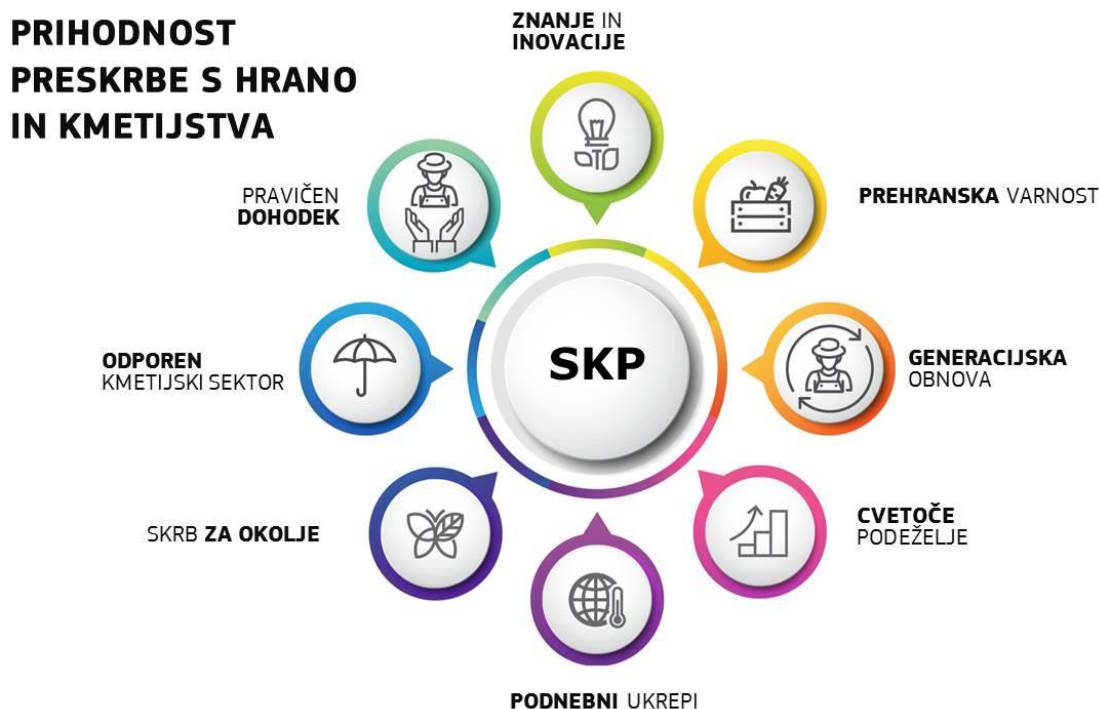 PRIHODNOST
PRESKRBE S HRANO
IN KMETIJSTVA
ZNANJE IN
INOVACIJE
PRAVIČEN
DOHODEK
PREHRANSKA VARNOST
ODPOREN
KMETIJSKI SEKTOR
SKP
GENERACIJSKA
OBNOVA
SKRB ZA OKOLJE
CVETOČE
PODEŽELJE
PODNEBNI UKREPI